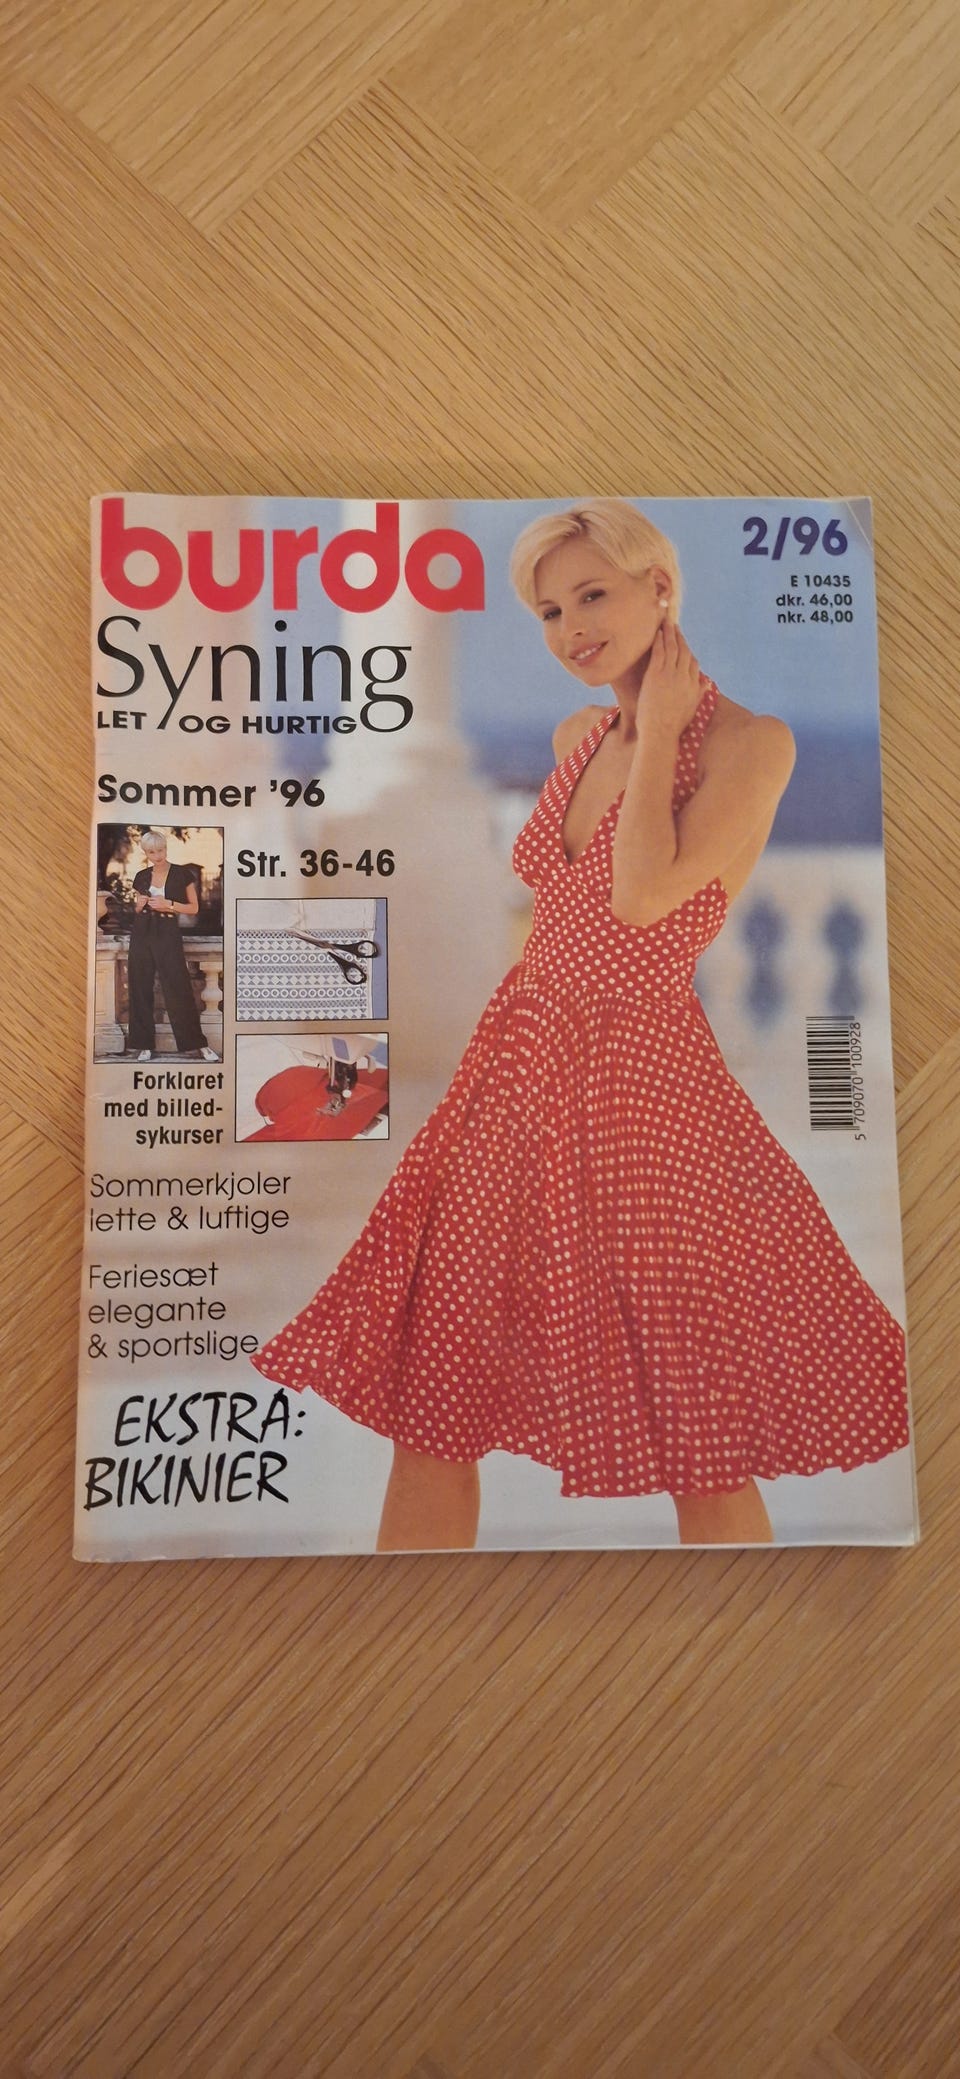 burda
Syning
LET OG HURTIG
2/96
E 10435
dkr. 46,00
nkr. 48,00
Sommer '96
Str. 36-46
Forklaret
med billed-
sykurser
Sommerkjoler
lette & luftige
Feriesæt
elegante
& sportslige
EKSTRA:
BIKINIER
5 709070 100928